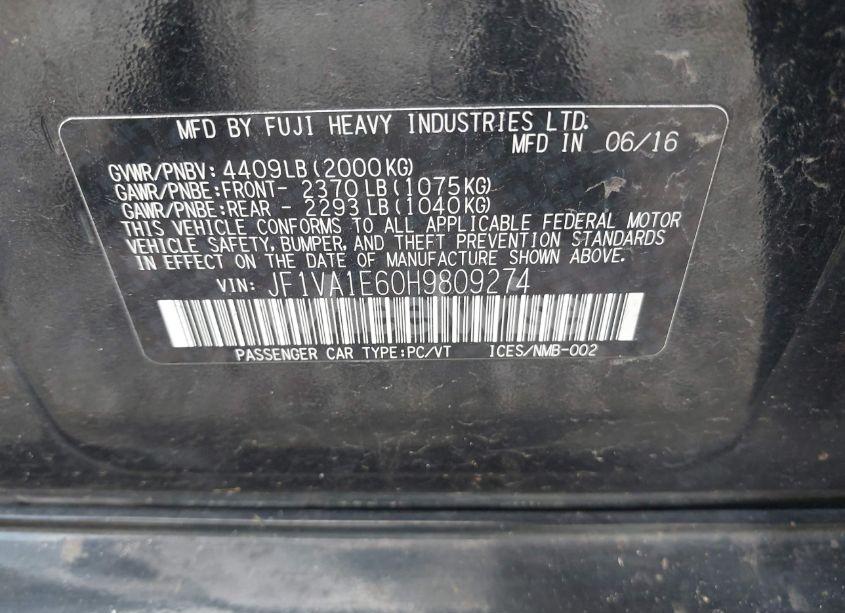 MFD BY FUJI HEAVY INDUSTRIES LTD.
MFD IN 06/16
GVWR/PNBV: 4409LB (2000KG)
GAWR/PNBE:FRONT- 2370 LB (1075KG)
GAWR/PNBE:REAR - 2293 LB (1040KG)
THIS VEHICLE CONFORMS TO ALL APPLICABLE FEDERAL MOTOR
VEHICLE SAFETY, BUMPER, AND THEFT PREVENTION STANDARDS
IN EFFECT ON THE DATE OF MANUFACTURE SHOWN ABOVE.
VIN: JF1VA1E60H9809274
PASSENGER CAR TYPE:PC/VT ICES/NMB-002